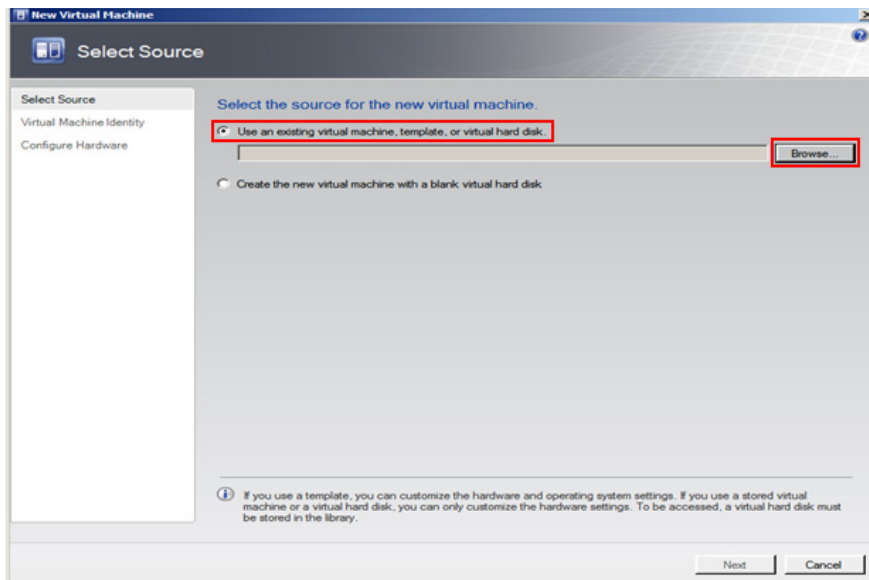 New Virtual Machine
Select Source
Select Source
Virtual Machine Identity
Configure Hardware
Select the source for the new virtual machine.
Use an existing virtual machine, template, or virtual hard disk.
Browse...
Create the new virtual machine with a blank virtual hard disk
If you use a template, you can customize the hardware and operating system settings. If you use a stored virtual
machine or a virtual hard disk, you can only customize the hardware settings. To be accessed, a virtual hard disk must
be stored in the library.
Next
Cancel